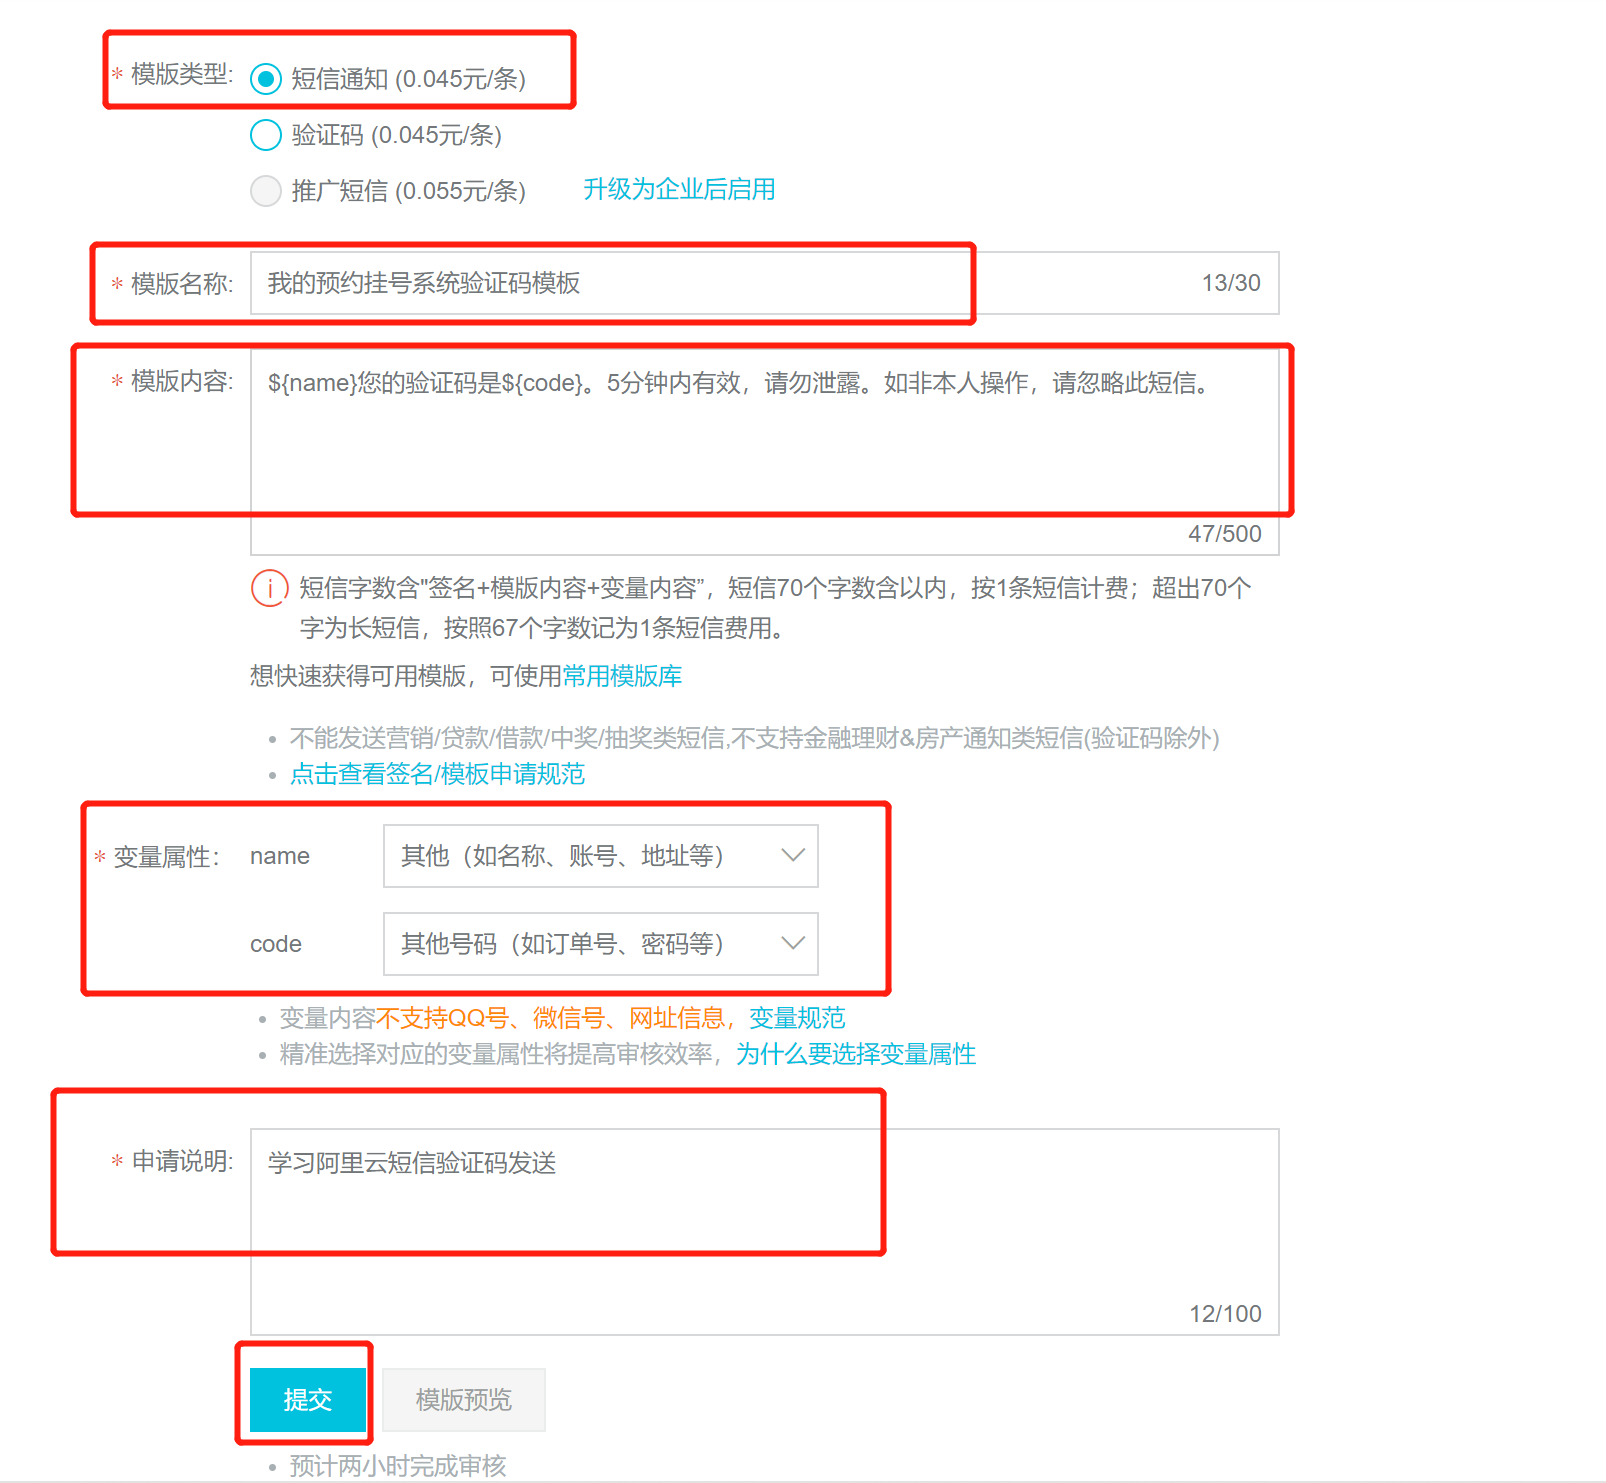 * 模版类型: 短信通知 (0.045元/条)
验证码 (0.045元/条)
推广短信 (0.055元/条) 升级为企业后启用
* 模版名称: 我的预约挂号系统验证码模板 13/30
* 模版内容: ${name}您的验证码是${code}。5分钟内有效，请勿泄露。如非本人操作，请忽略此短信。
47/500
短信字数含"签名+模版内容+变量内容”，短信70个字数含以内，按1条短信计费；超出70个
字为长短信，按照67个字数记为1条短信费用。
想快速获得可用模版，可使用常用模版库
• 不能发送营销/贷款/借款/中奖/抽奖类短信,不支持金融理财&房产通知类短信(验证码除外)
• 点击查看签名/模板申请规范
* 变量属性： name 其他（如名称、账号、地址等）
code 其他号码（如订单号、密码等）
• 变量内容不支持QQ号、微信号、网址信息，变量规范
• 精准选择对应的变量属性将提高审核效率，为什么要选择变量属性
* 申请说明: 学习阿里云短信验证码发送
12/100
提交 模版预览
• 预计两小时完成审核